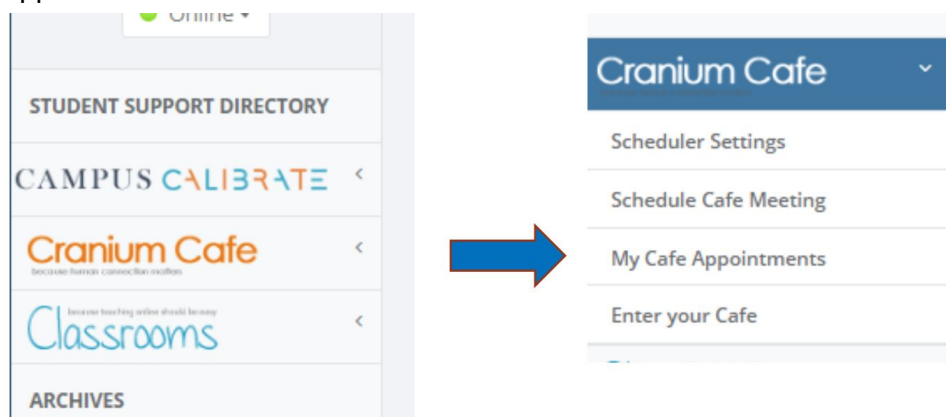 Online
STUDENT SUPPORT DIRECTORY
CAMPUS CALIBRATE
Cranium Cafe
because human connection matters
because teaching online should be easy
Classrooms
ARCHIVES
Cranium Cafe
Scheduler Settings
Schedule Cafe Meeting
My Cafe Appointments
Enter your Cafe